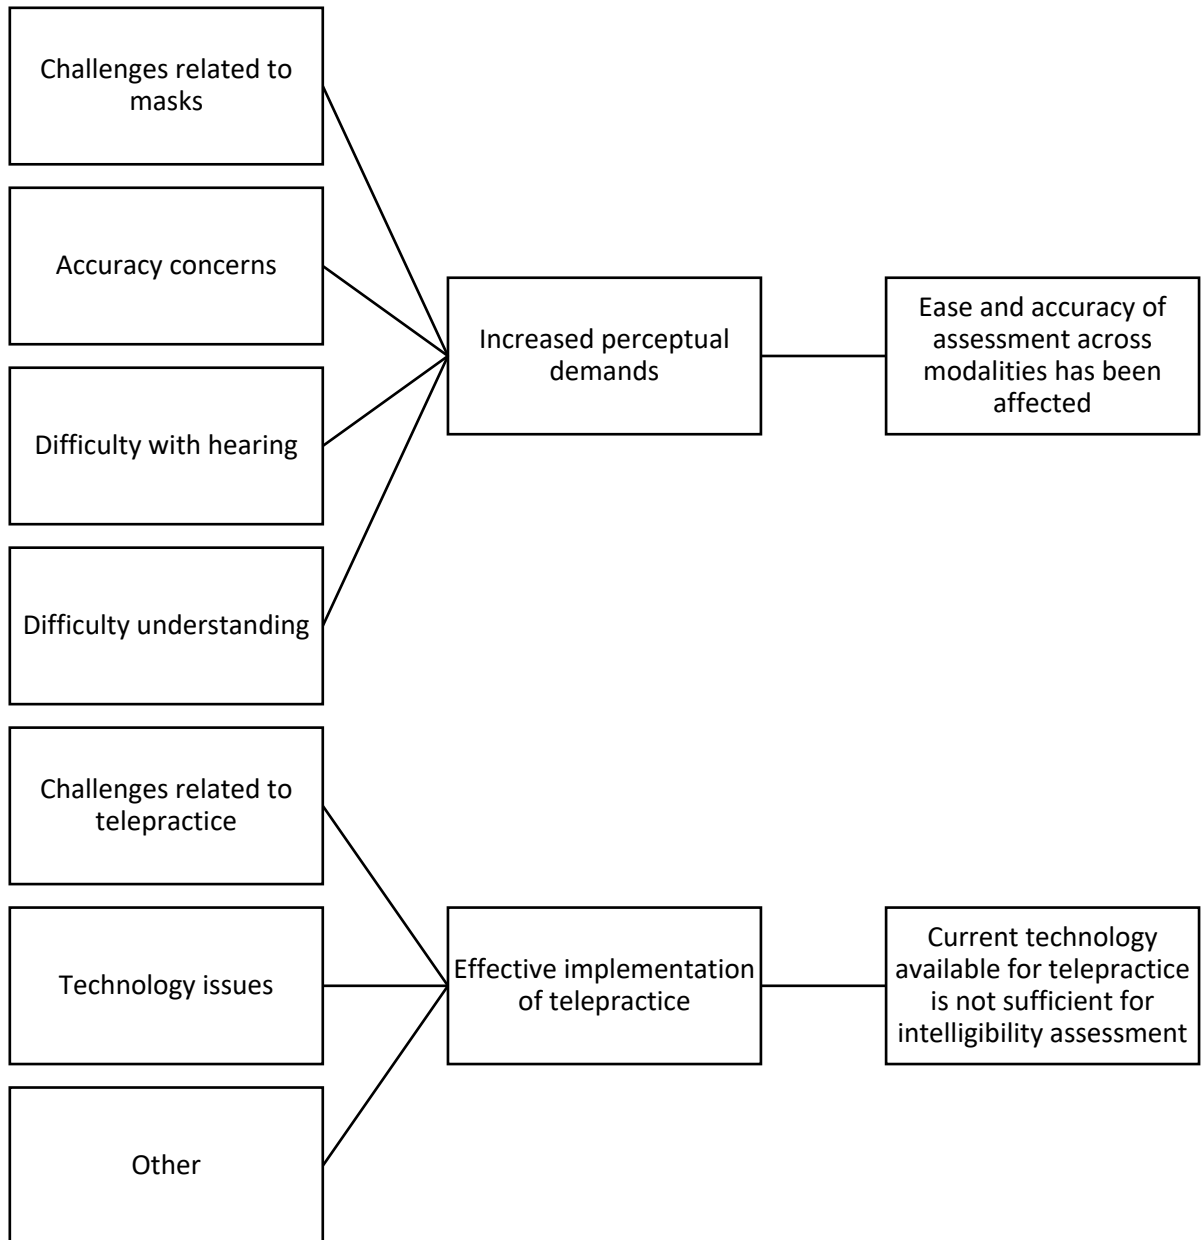 Challenges related to
masks
Accuracy concerns
Difficulty with hearing
Difficulty understanding
Increased perceptual
demands
Ease and accuracy of
assessment across
modalities has been
affected
Challenges related to
telepractice
Technology issues
Other
Effective implementation
of telepractice
Current technology
available for telepractice
is not sufficient for
intelligibility assessment